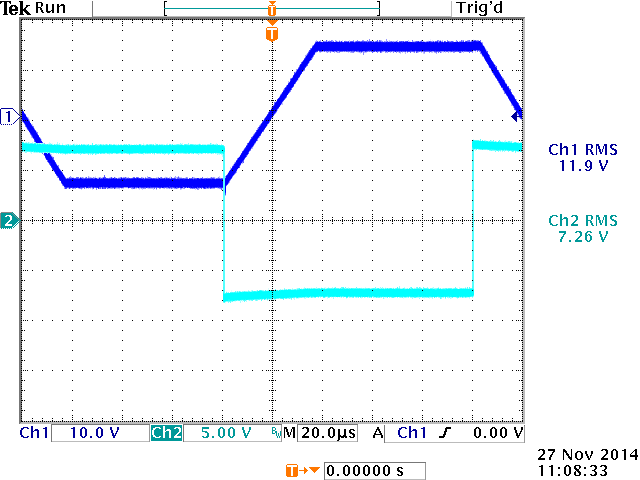 Tek Run Trig'd
T
T
1
Ch1 RMS
11.9 V
2
Ch2 RMS
7.26 V
Ch1 10.0 V Ch2 5.00 V BW M 20.0µs A Ch1 0.00 V
27 Nov 2014
11:08:33
T 0.00000 s